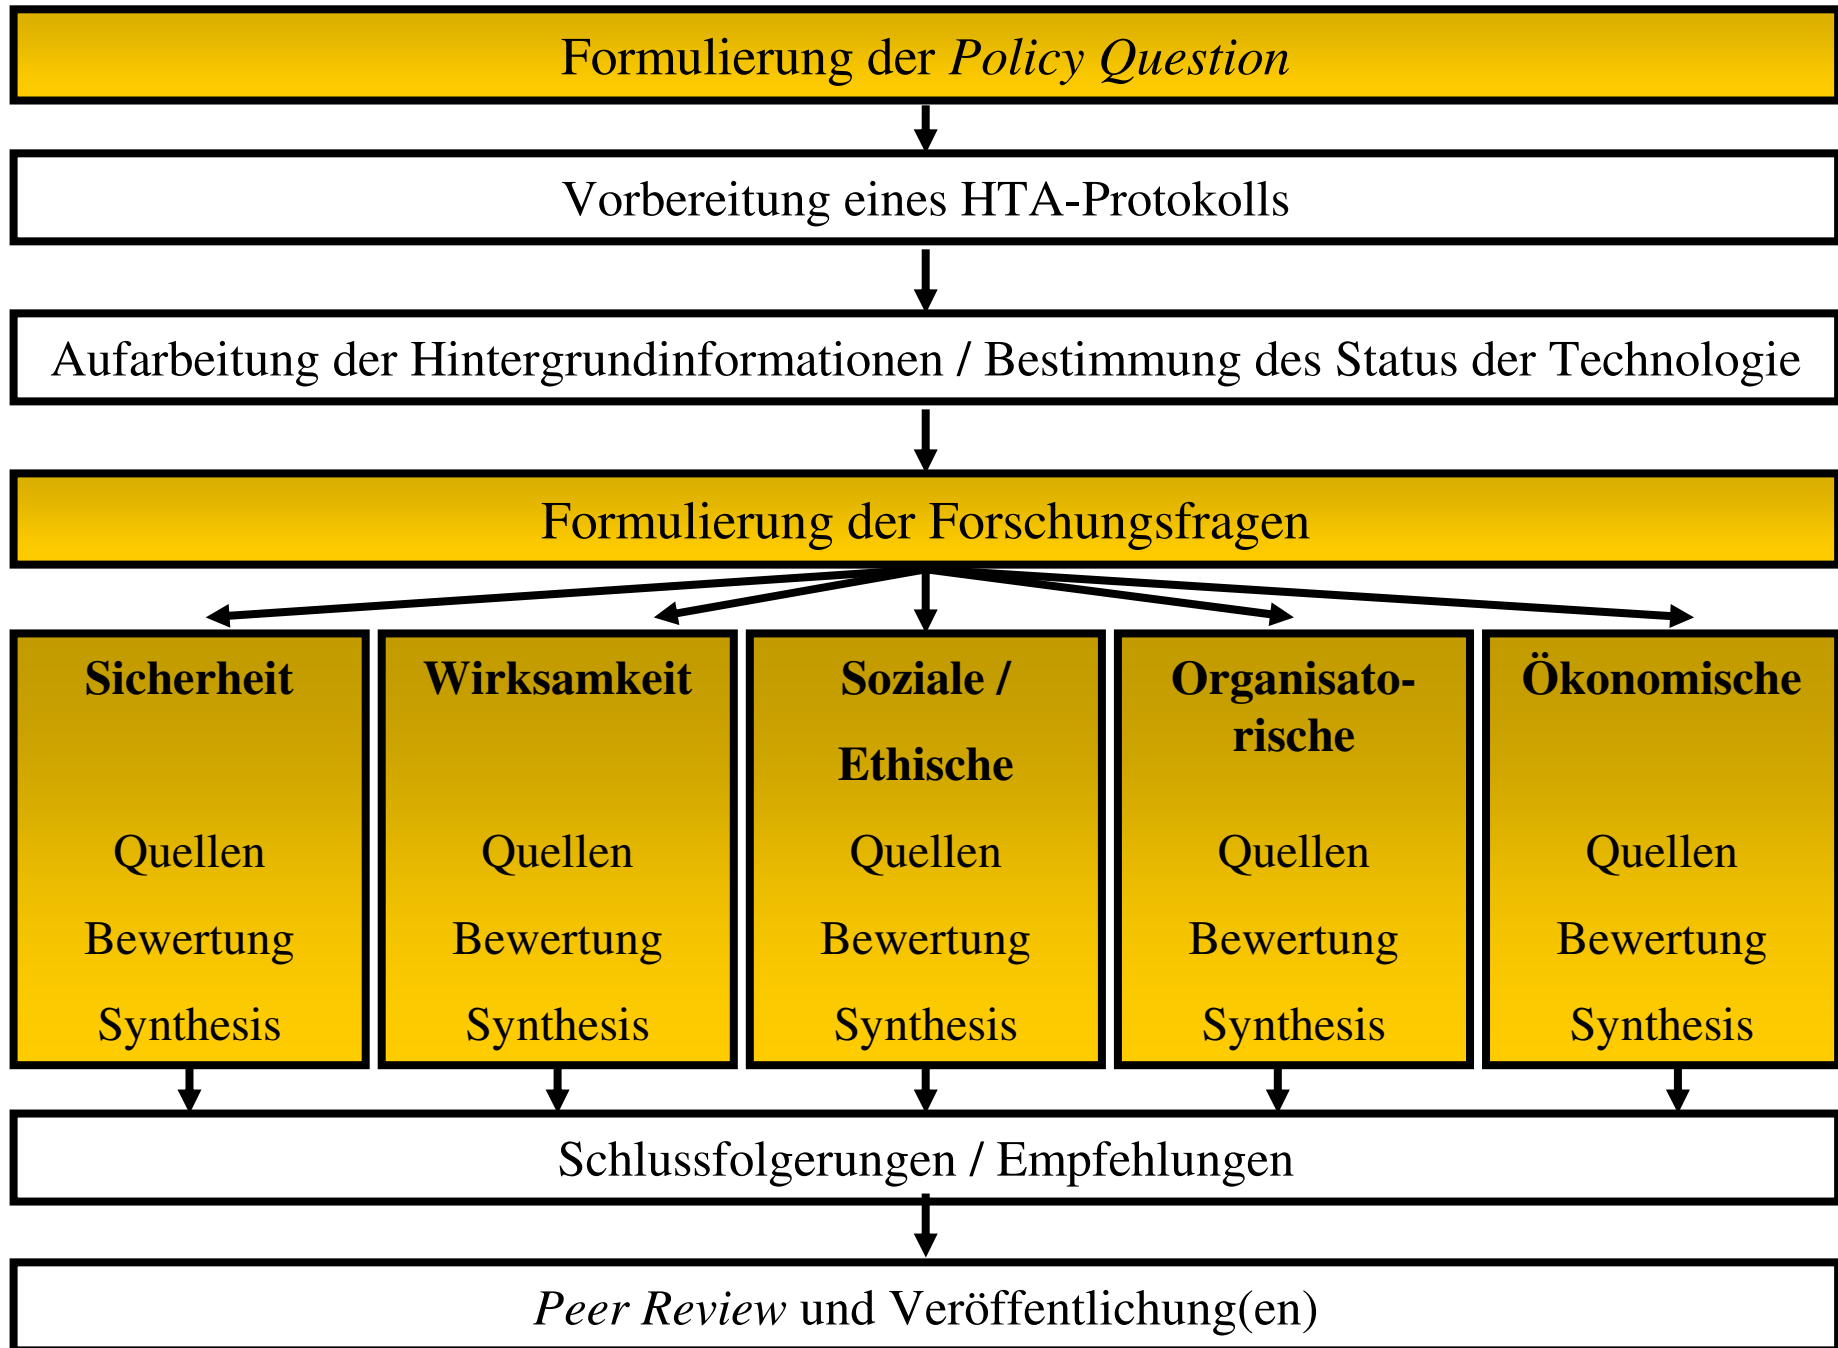 Formulierung der Policy Question
Vorbereitung eines HTA-Protokolls
Aufarbeitung der Hintergrundinformationen / Bestimmung des Status der Technologie
Formulierung der Forschungsfragen
Sicherheit
Quellen
Bewertung
Synthesis
Wirksamkeit
Quellen
Bewertung
Synthesis
Soziale /
Ethische
Quellen
Bewertung
Synthesis
Organisato-
rische
Quellen
Bewertung
Synthesis
Ökonomische
Quellen
Bewertung
Synthesis
Schlussfolgerungen / Empfehlungen
Peer Review und Veröffentlichung(en)